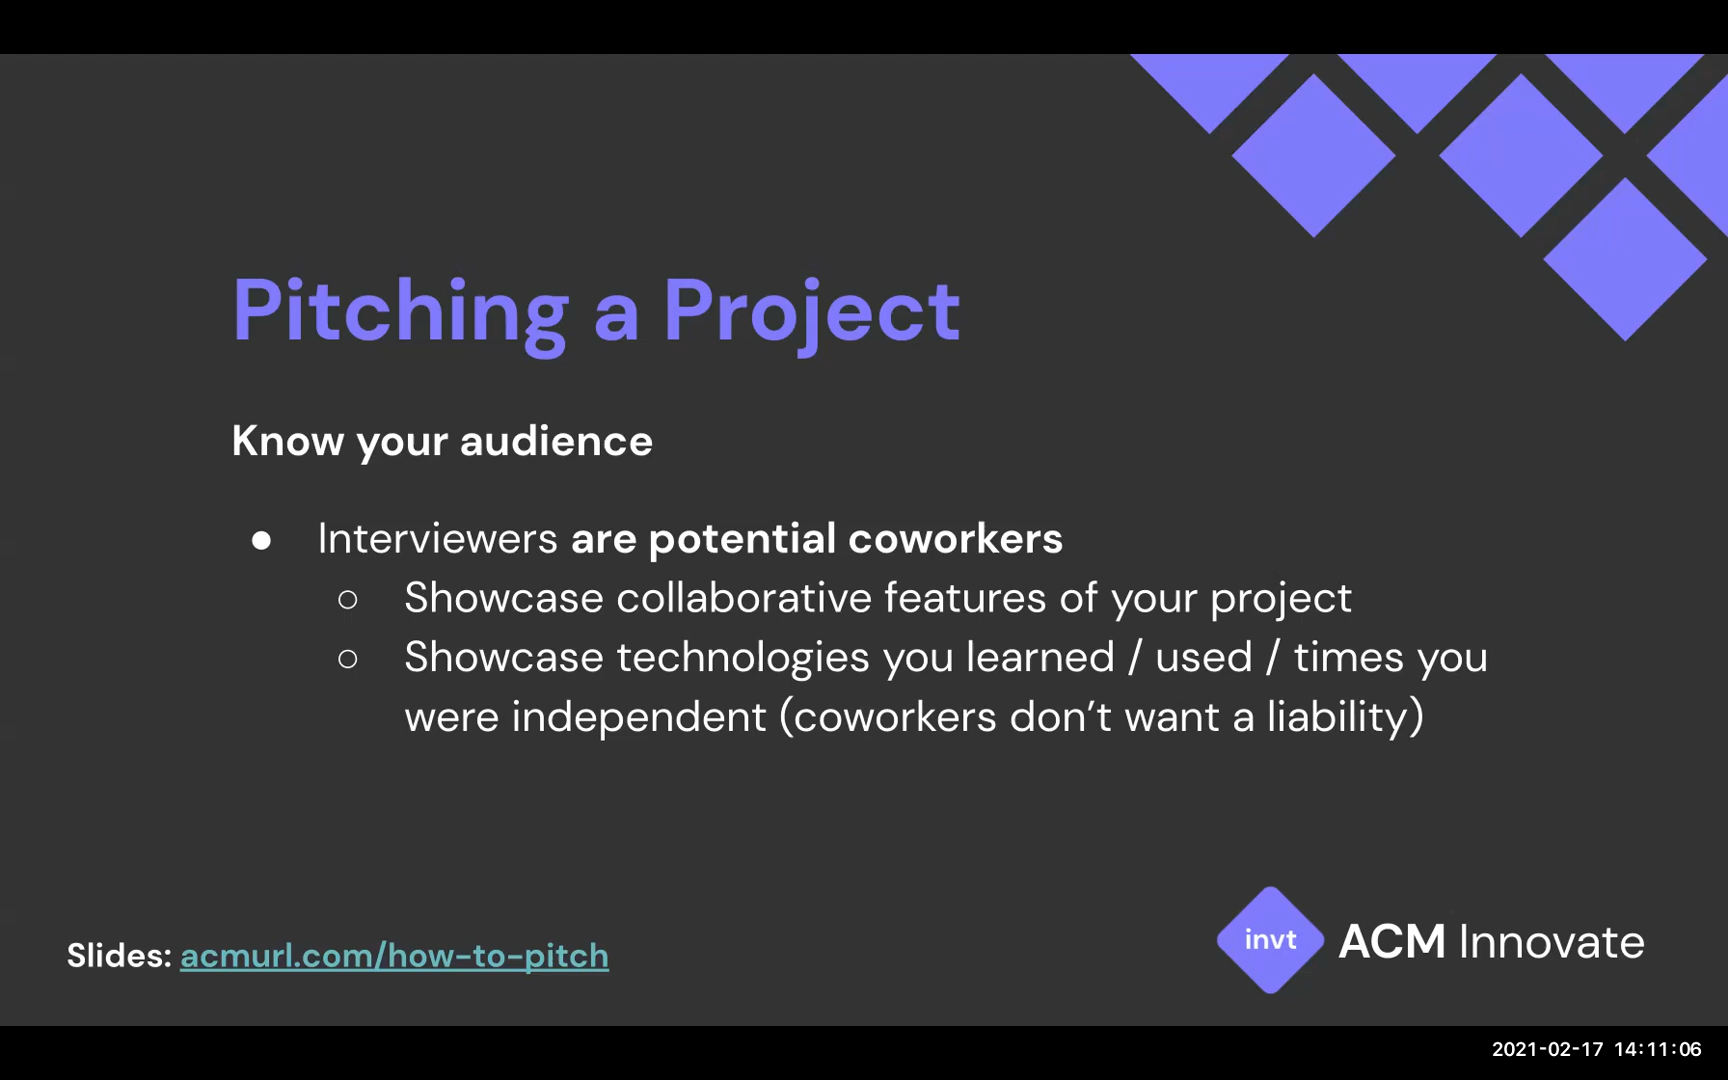 Pitching a Project
Know your audience
● Interviewers are potential coworkers
○ Showcase collaborative features of your project
○ Showcase technologies you learned / used / times you
were independent (coworkers don’t want a liability)
Slides: acmurl.com/how-to-pitch
invt ACM Innovate
2021-02-17 14:11:06